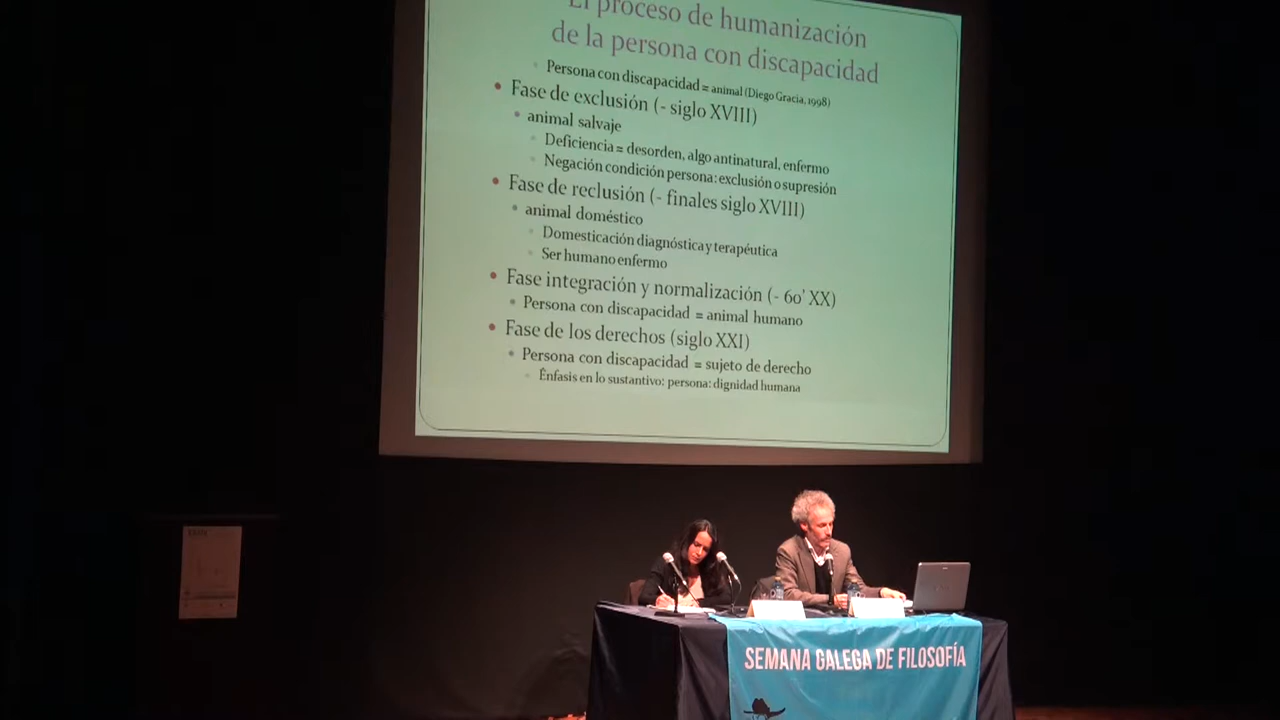 El proceso de humanización
de la persona con discapacidad
Persona con discapacidad = animal (Diego Gracia, 1998)
Fase de exclusión (- siglo XVIII)
animal salvaje
Deficiencia = desorden, algo antinatural, enfermo
Negación condición persona: exclusión o supresión
Fase de reclusión (- finales siglo XVIII)
animal doméstico
Domesticación diagnóstica y terapéutica
Ser humano enfermo
Fase integración y normalización (- 60' XX)
Persona con discapacidad = animal humano
Fase de los derechos (siglo XXI)
Persona con discapacidad = sujeto de derecho
Énfasis en lo sustantivo: persona: dignidad humana
SEMANA GALEGA DE FILOSOFÍA